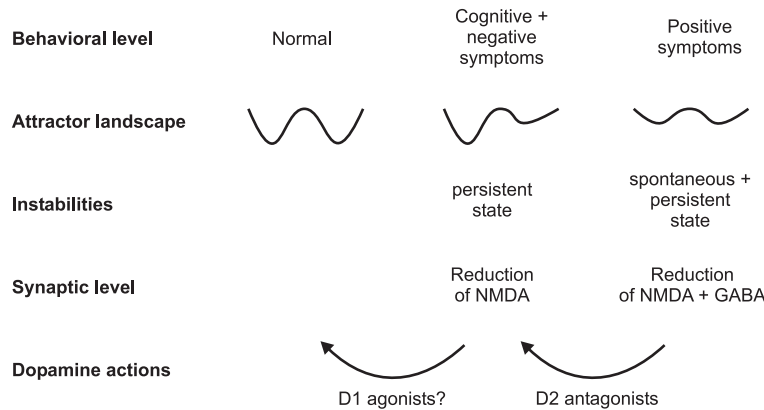 Behavioral level
Normal
Cognitive +
negative
symptoms
Positive
symptoms
Attractor landscape
Instabilities
persistent
state
spontaneous +
persistent
state
Synaptic level
Reduction
of NMDA
Reduction
of NMDA + GABA
Dopamine actions
D1 agonists?
D2 antagonists